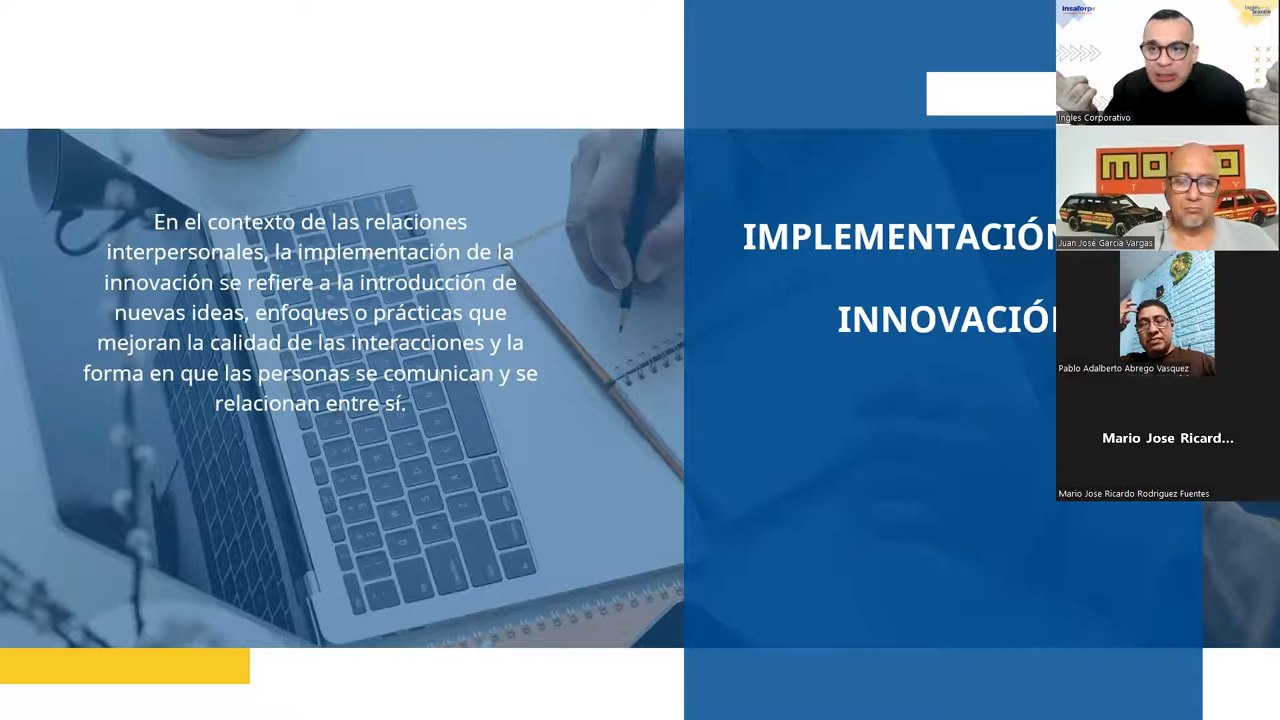 En el contexto de las relaciones
interpersonales, la implementación de la
innovación se refiere a la introducción de
nuevas ideas, enfoques o prácticas que
mejoran la calidad de las interacciones y la
forma en que las personas se comunican y se
relacionan entre sí.
IMPLEMENTACIÓN
INNOVACIÓN
insaforp
Ingles Corporativo
Juan José García Vargas
Pablo Adalberto Abrego Vasquez
Mario Jose Ricard...
Mario Jose Ricardo Rodriguez Fuentes